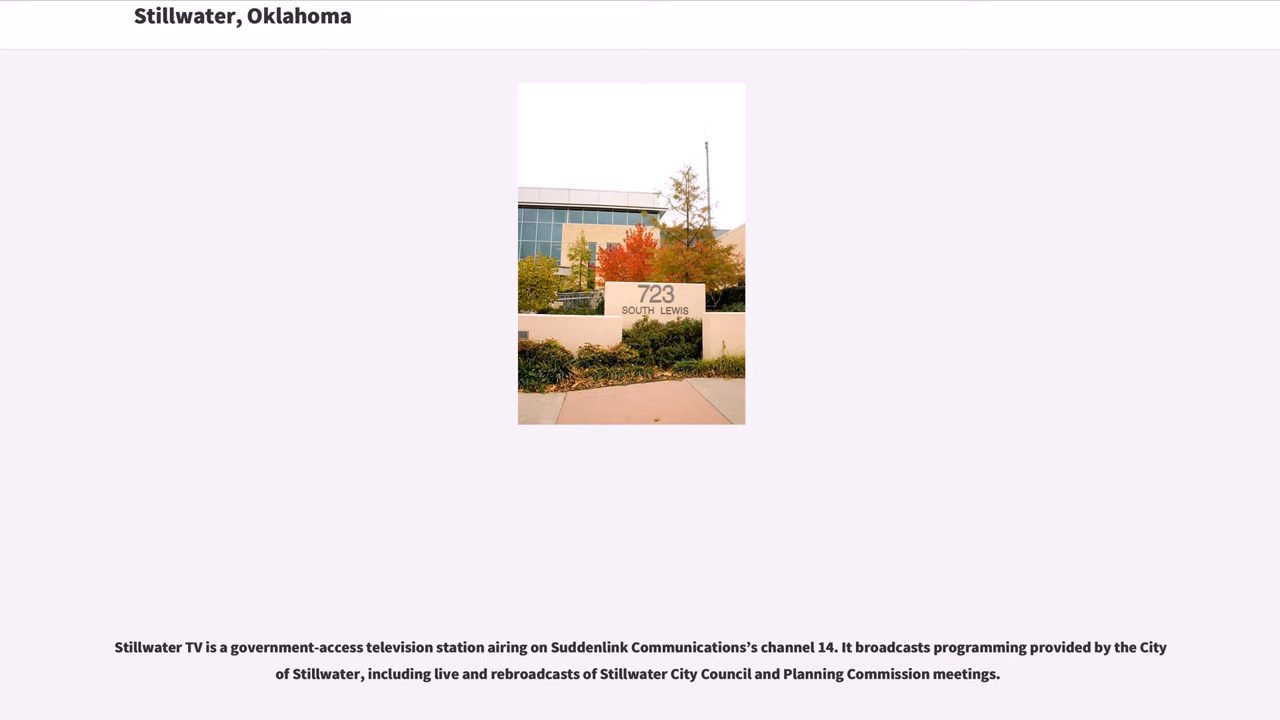 Stillwater, Oklahoma
723
SOUTH LEWIS
Stillwater TV is a government-access television station airing on Suddenlink Communications’s channel 14. It broadcasts programming provided by the City
of Stillwater, including live and rebroadcasts of Stillwater City Council and Planning Commission meetings.